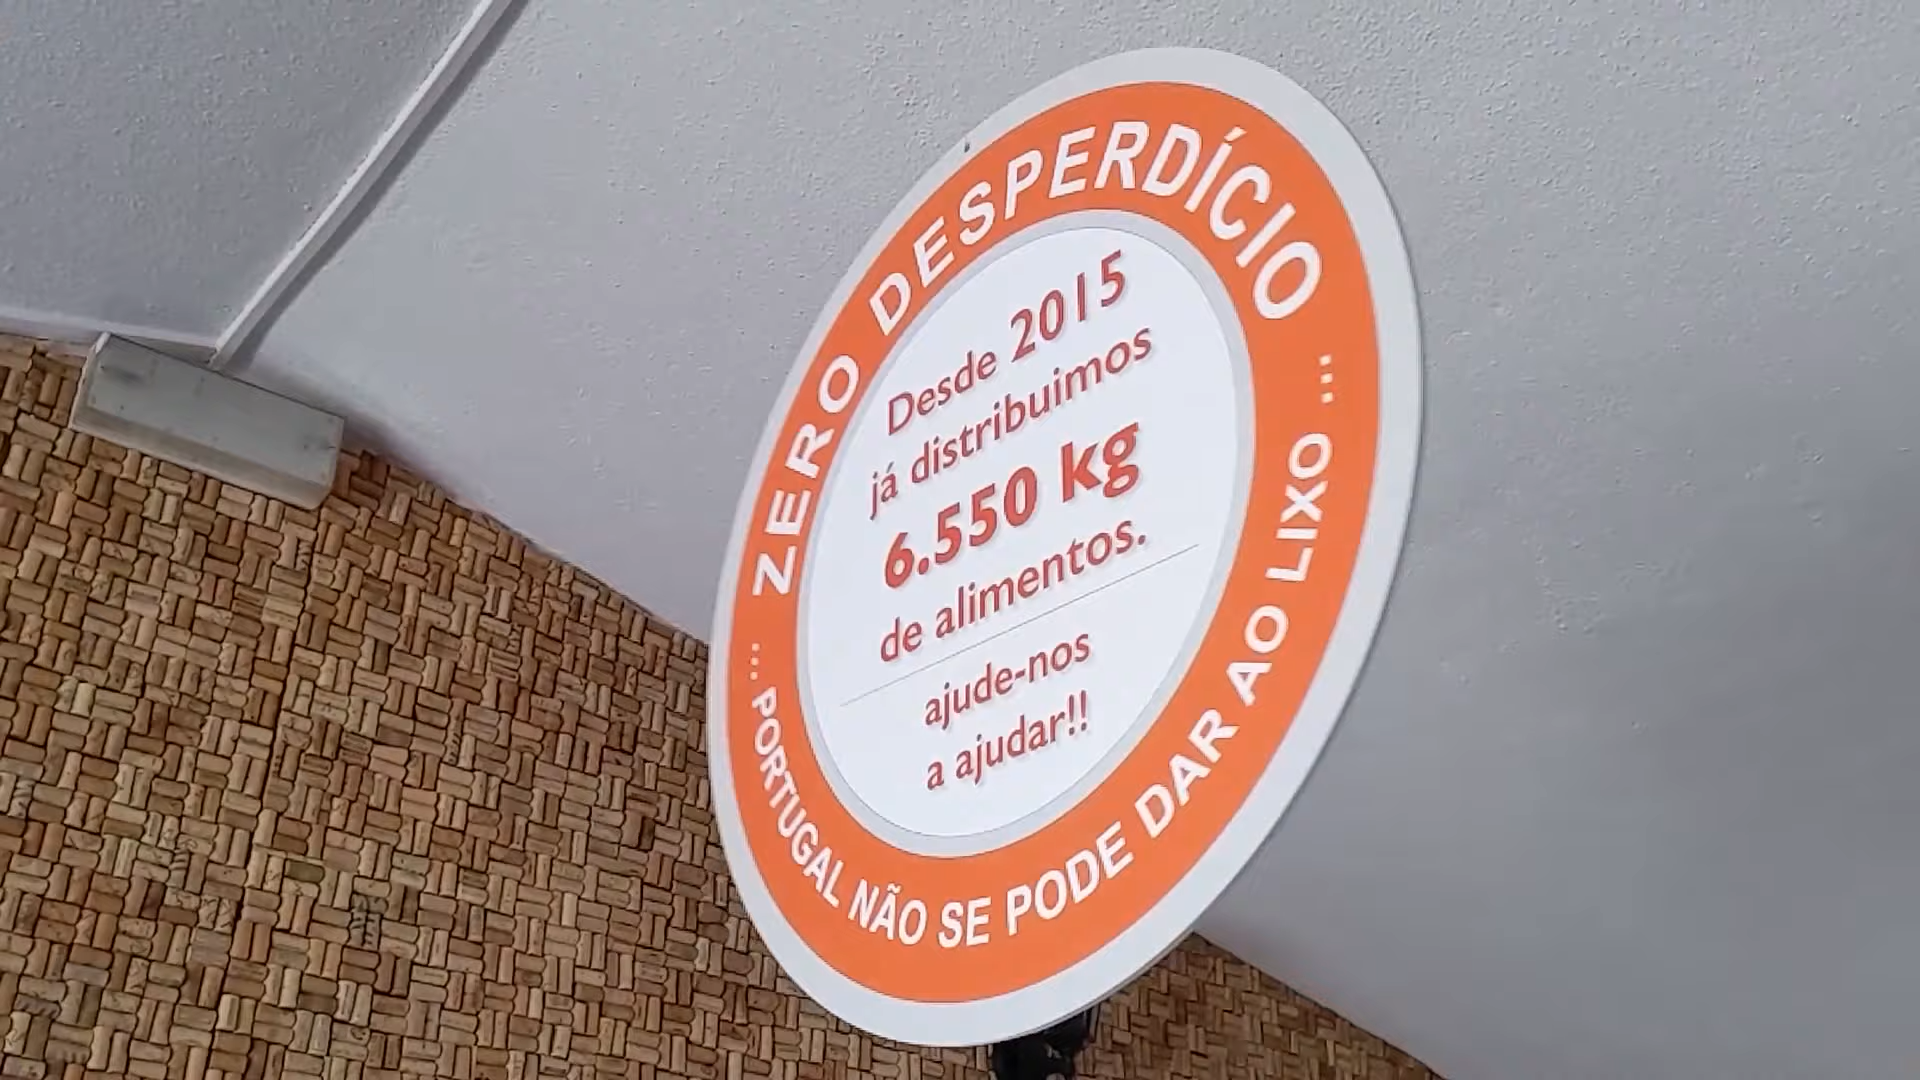 ZERO DESPERDÍCIO ...
Desde 2015
já distribuimos
6.550 kg
de alimentos.
ajude-nos
a ajudar!!
... PORTUGAL NÃO SE PODE DAR AO LIXO